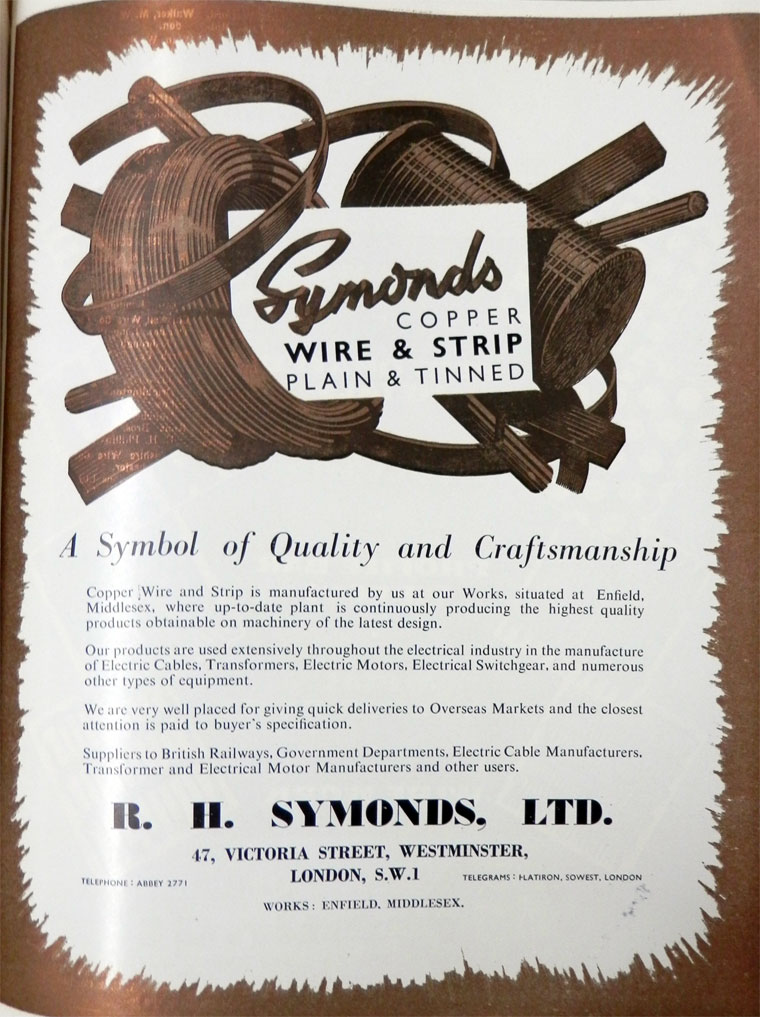 Symonds
COPPER
WIRE & STRIP
PLAIN & TINNED
A Symbol of Quality and Craftsmanship
Copper Wire and Strip is manufactured by us at our Works, situated at Enfield,
Middlesex, where up-to-date plant is continuously producing the highest quality
products obtainable on machinery of the latest design.
Our products are used extensively throughout the electrical industry in the manufacture
of Electric Cables, Transformers, Electric Motors, Electrical Switchgear, and numerous
other types of equipment.
We are very well placed for giving quick deliveries to Overseas Markets and the closest
attention is paid to buyer's specification.
Suppliers to British Railways, Government Departments, Electric Cable Manufacturers,
Transformer and Electrical Motor Manufacturers and other users.
R. H. SYMONDS, LTD.
47, VICTORIA STREET, WESTMINSTER,
LONDON, S.W.1
TELEPHONE : ABBEY 2771
TELEGRAMS : FLATIRON, SOWEST, LONDON
WORKS : ENFIELD, MIDDLESEX.